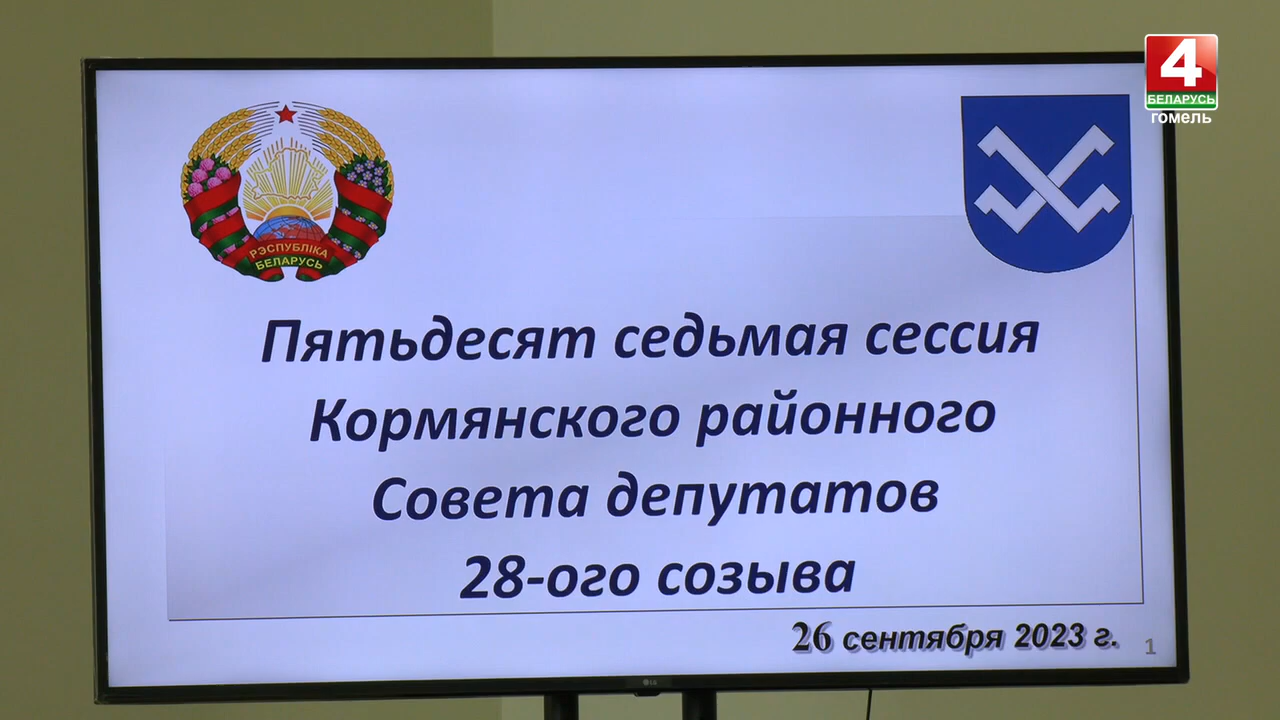 4
БЕЛАРУСЬ
гомель
РЭСПУБЛІКА
БЕЛАРУСЬ
Пятьдесят седьмая сессия
Кормянского районного
Совета депутатов
28-ого созыва
26 сентября 2023 г.
1
LG